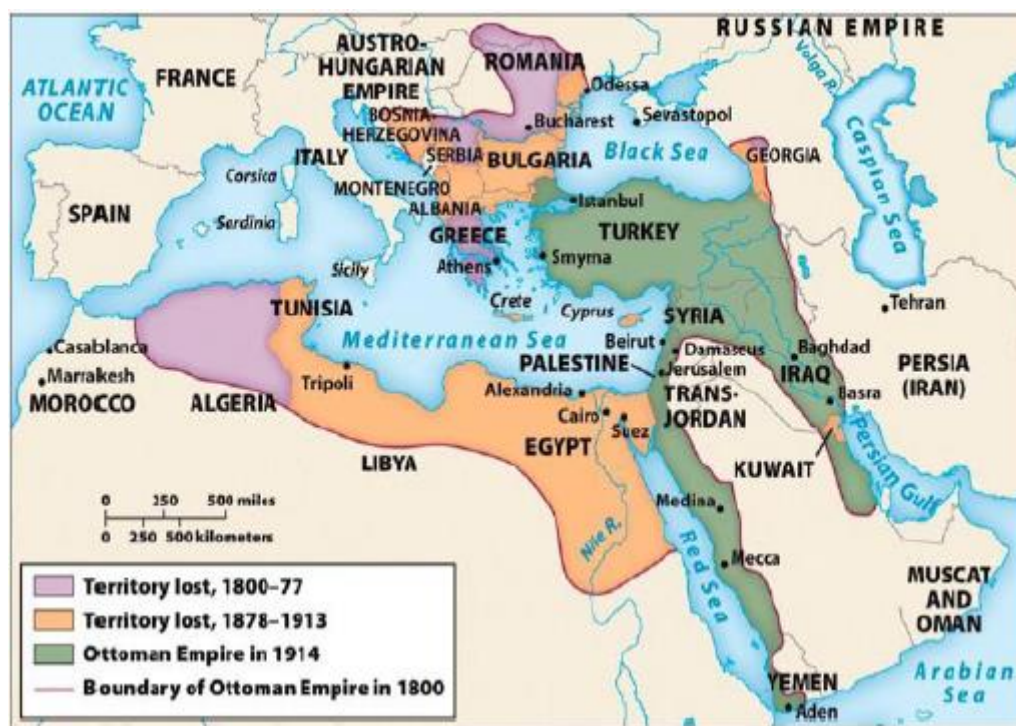 RUSSIAN EMPIRE
Volga R.
AUSTRO-
HUNGARIAN
EMPIRE
ROMANIA
FRANCE
ATLANTIC
OCEAN
Odessa
Sevastopol
Bucharest
BOSNIA-
HERZEGOVINA
Caspian Sea
ITALY
SERBIA
BULGARIA
Black Sea
GEORGIA
Corsica
MONTENEGRO
ALBANIA
Istanbul
SPAIN
Serdinia
TURKEY
GREECE
Athens
Smyrna
Sicily
Crete
Cyprus
TUNISIA
SYRIA
Tehran
Mediterranean Sea
Beirut
Damascus
Baghdad
Casablanca
PALESTINE
Jerusalem
IRAQ
PERSIA
(IRAN)
Marrakesh
Tripoli
Alexandria
TRANS-
JORDAN
Basra
MOROCCO
ALGERIA
Cairo
Suez
EGYPT
LIBYA
KUWAIT
Persian Gulf
0 250 500 miles
0 250 500 kilometers
Medina
Nile R.
Red Sea
Mecca
MUSCAT
AND
OMAN
Territory lost, 1800–77
Territory lost, 1878–1913
Ottoman Empire in 1914
Boundary of Ottoman Empire in 1800
YEMEN
Aden
Arabian
Sea